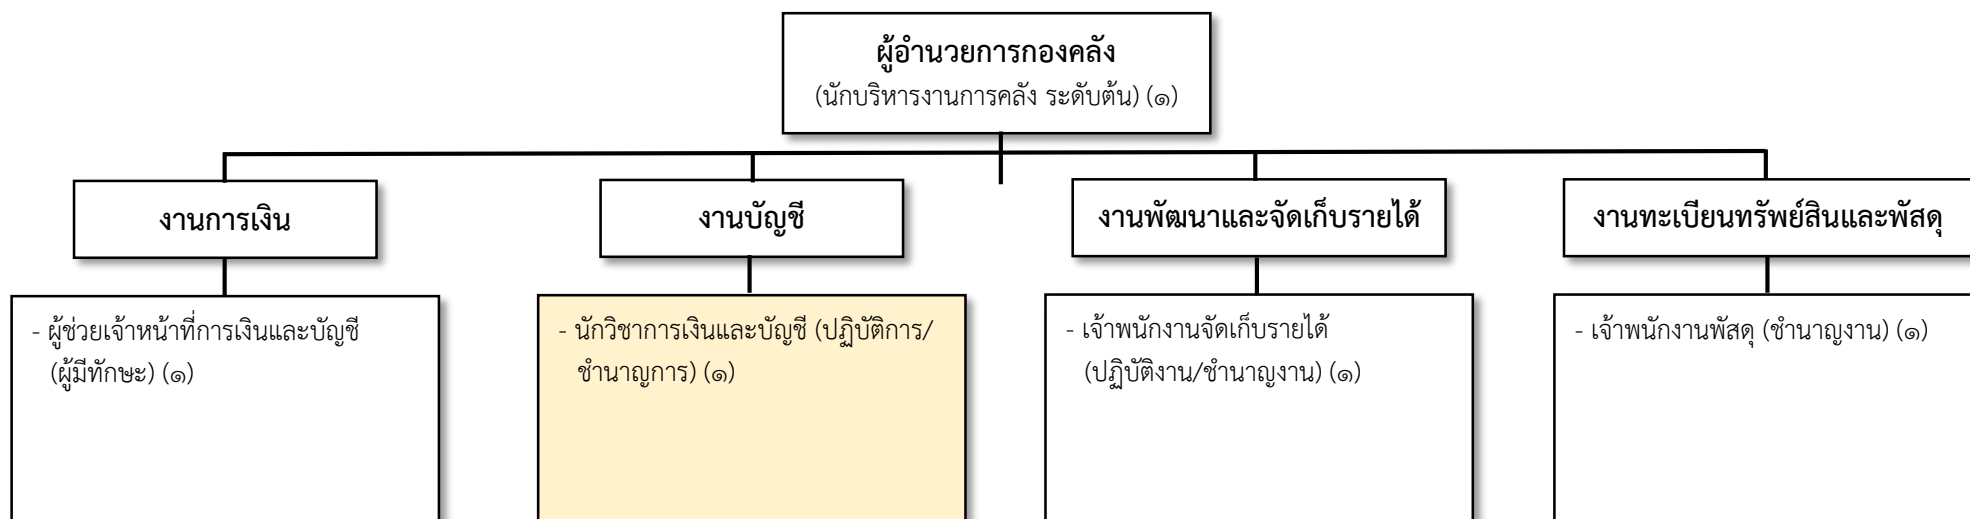 ผู้อำนวยการกองคลัง
(นักบริหารงานการคลัง ระดับต้น) (๑)
งานการเงิน
งานบัญชี
งานพัฒนาและจัดเก็บรายได้
งานทะเบียนทรัพย์สินและพัสดุ
- ผู้ช่วยเจ้าหน้าที่การเงินและบัญชี
(ผู้มีทักษะ) (๑)
- นักวิชาการเงินและบัญชี (ปฏิบัติการ/
ชำนาญการ) (๑)
- เจ้าพนักงานจัดเก็บรายได้
(ปฏิบัติงาน/ชำนาญงาน) (๑)
- เจ้าพนักงานพัสดุ (ชำนาญงาน) (๑)